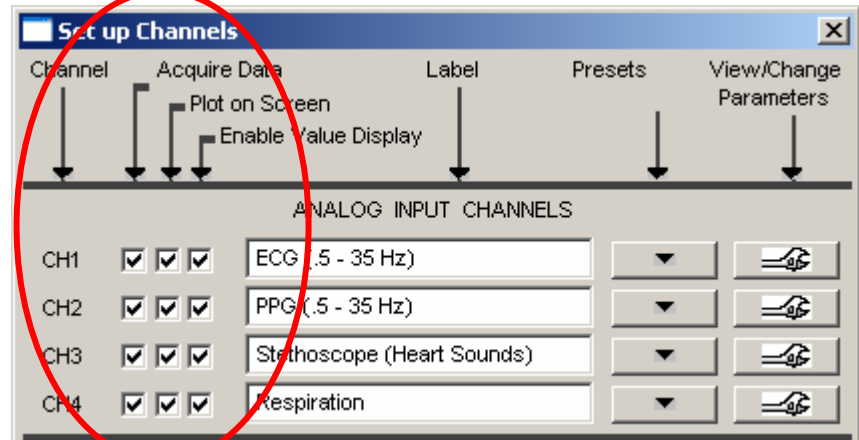 Set up Channels
Channel Acquire Data Label Presets View/Change
Plot on Screen Parameters
Enable Value Display
ANALOG INPUT CHANNELS
CH1 ECG (.5 - 35 Hz)
CH2 PPG (.5 - 35 Hz)
CH3 Stethoscope (Heart Sounds)
CH4 Respiration